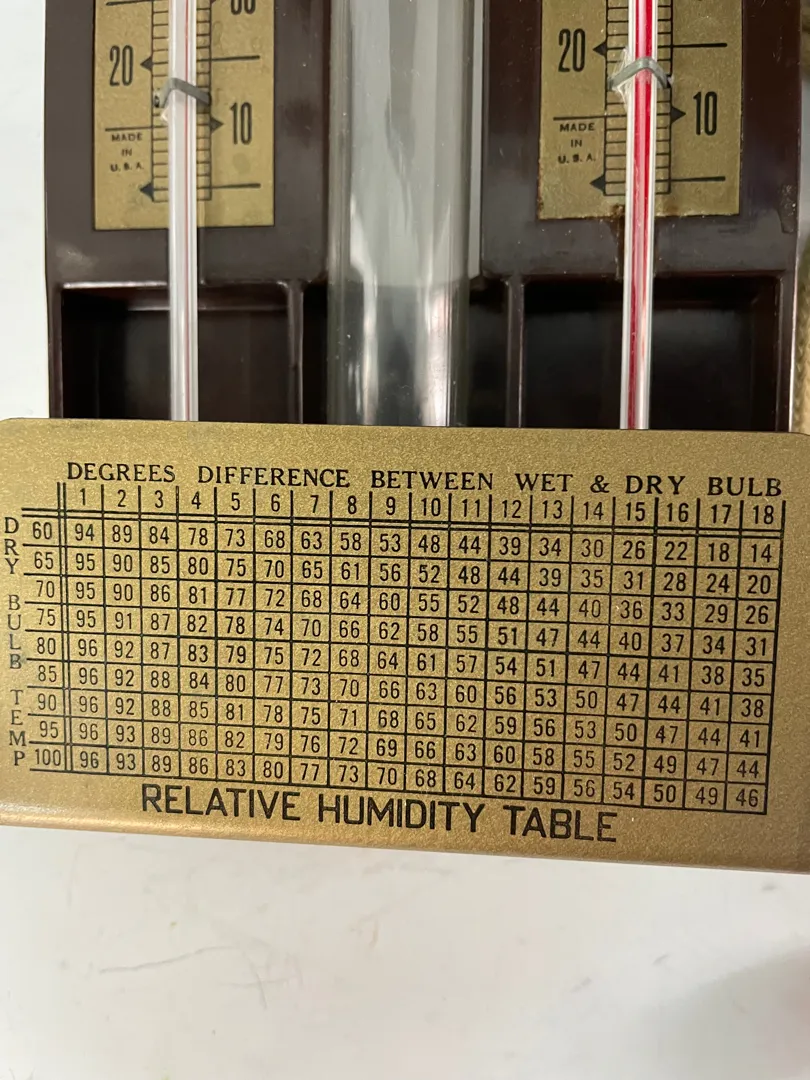 30
20
10
MADE
IN
U.S.A.
20
10
MADE
IN
U.S.A.
DEGREES DIFFERENCE BETWEEN WET & DRY BULB
1 2 3 4 5 6 7 8 9 10 11 12 13 14 15 16 17 18
DRY BULB TEMP
60 94 89 84 78 73 68 63 58 53 48 44 39 34 30 26 22 18 14
65 95 90 85 80 75 70 65 61 56 52 48 44 39 35 31 28 24 20
70 95 90 86 81 77 72 68 64 60 55 52 48 44 40 36 33 29 26
75 95 91 87 82 78 74 70 66 62 58 55 51 47 44 40 37 34 31
80 96 92 87 83 79 75 72 68 64 61 57 54 51 47 44 41 38 35
85 96 92 88 84 80 77 73 70 66 63 60 56 53 50 47 44 41 38
90 96 92 88 85 81 78 75 71 68 65 62 59 56 53 50 47 44 41
95 96 93 89 86 82 79 76 72 69 66 63 60 58 55 52 49 47 44
100 96 93 89 86 83 80 77 73 70 68 64 62 59 56 54 50 49 46
RELATIVE HUMIDITY TABLE